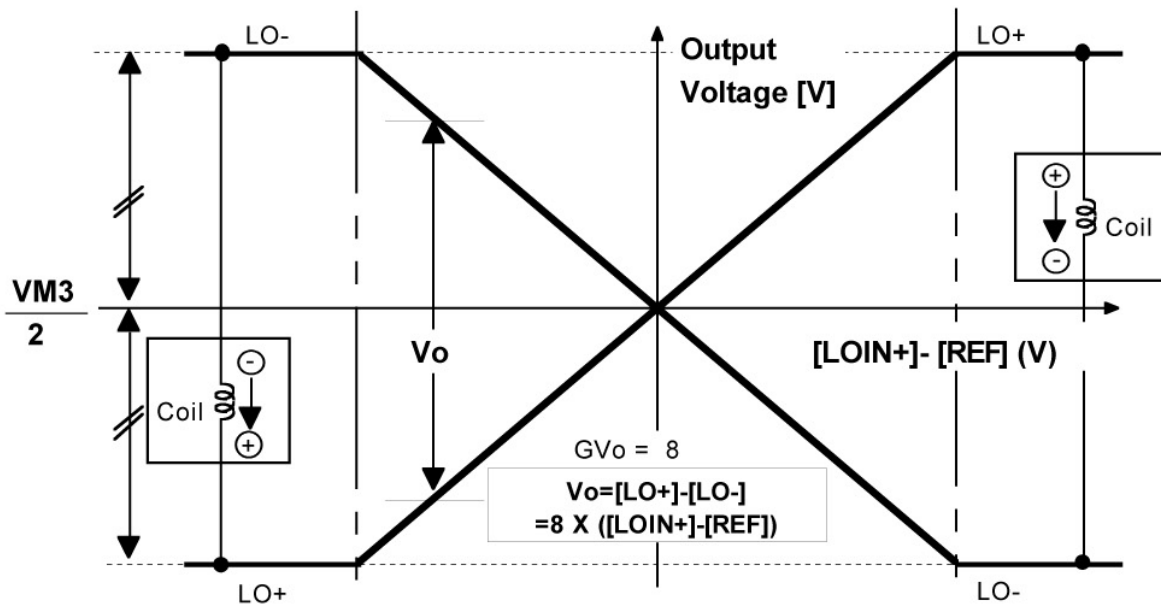 LO-
Output
Voltage [V]
LO+
+
-
Coil
VM3
2
Vo
[LOIN+]- [REF] (V)
-
Coil
+
GVo = 8
Vo=[LO+]-[LO-]
=8 X ([LOIN+]-[REF])
LO+
LO-